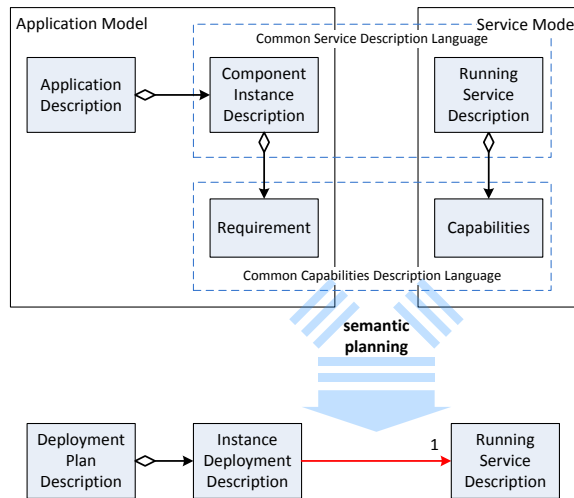 Application Model
Service Model
Common Service Description Language
Application
Description
Component
Instance
Description
Running
Service
Description
Requirement
Capabilities
Common Capabilities Description Language
semantic
planning
Deployment
Plan
Description
Instance
Deployment
Description
1
Running
Service
Description